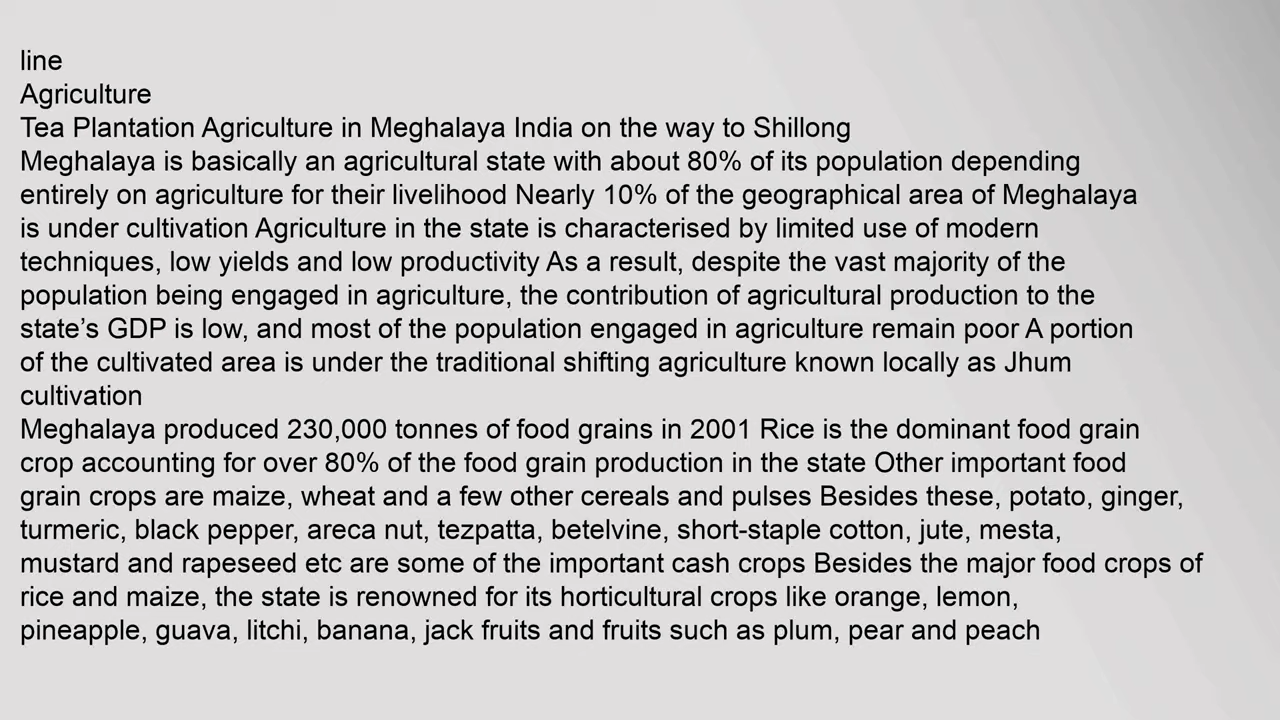 line
Agriculture
Tea Plantation Agriculture in Meghalaya India on the way to Shillong
Meghalaya is basically an agricultural state with about 80% of its population depending
entirely on agriculture for their livelihood Nearly 10% of the geographical area of Meghalaya
is under cultivation Agriculture in the state is characterised by limited use of modern
techniques, low yields and low productivity As a result, despite the vast majority of the
population being engaged in agriculture, the contribution of agricultural production to the
state’s GDP is low, and most of the population engaged in agriculture remain poor A portion
of the cultivated area is under the traditional shifting agriculture known locally as Jhum
cultivation
Meghalaya produced 230,000 tonnes of food grains in 2001 Rice is the dominant food grain
crop accounting for over 80% of the food grain production in the state Other important food
grain crops are maize, wheat and a few other cereals and pulses Besides these, potato, ginger,
turmeric, black pepper, areca nut, tezpatta, betelvine, short-staple cotton, jute, mesta,
mustard and rapeseed etc are some of the important cash crops Besides the major food crops of
rice and maize, the state is renowned for its horticultural crops like orange, lemon,
pineapple, guava, litchi, banana, jack fruits and fruits such as plum, pear and peach